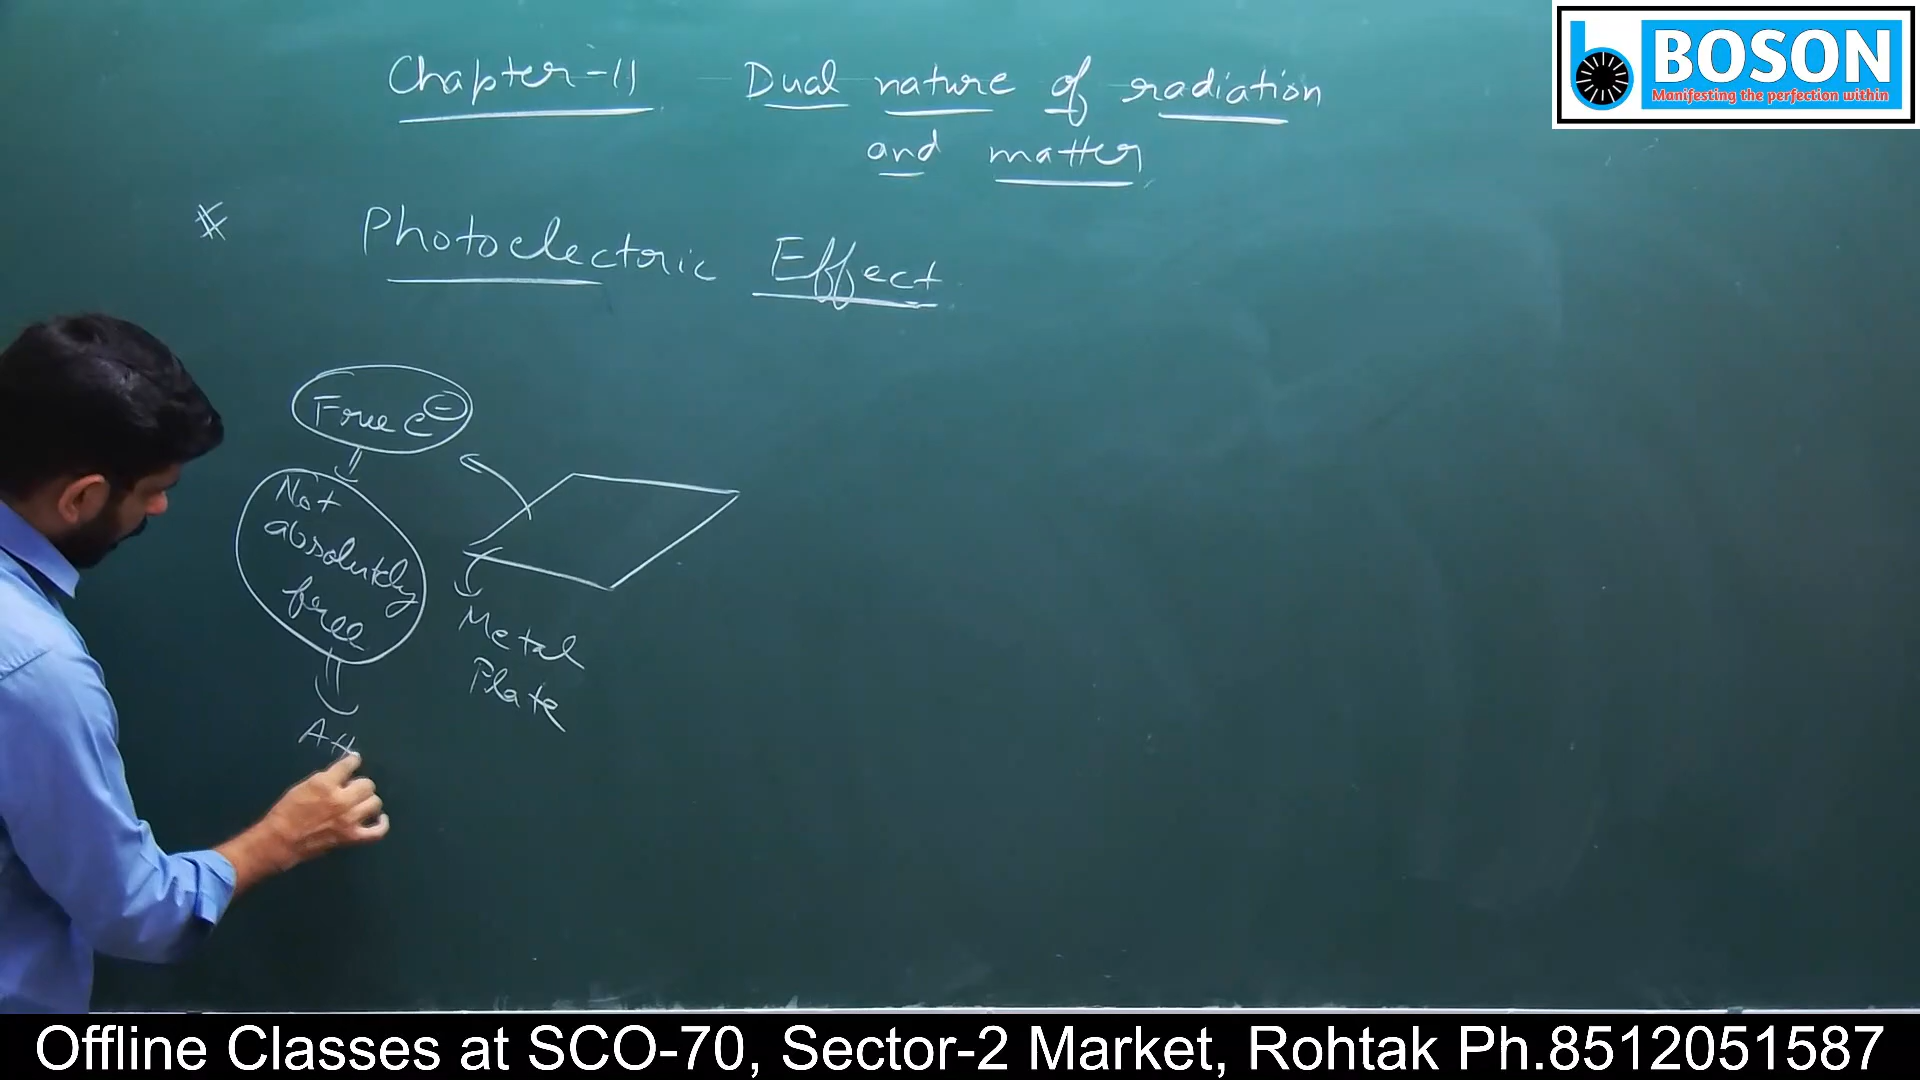 Chapter-11 Dual nature of radiation
and matter
BOSON
Manifesting the perfection within
# Photoelectric Effect
Free e⊖
Not
absolutely
free
Metal
Plate
Att
Offline Classes at SCO-70, Sector-2 Market, Rohtak Ph.8512051587